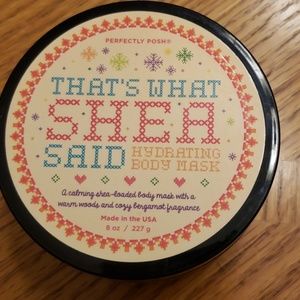 PERFECTLY POSH®
THAT'S WHAT
SHEA
SAID HYDRATING
BODY MASK
A calming shea-loaded body mask with a
warm woods and cozy bergamot fragrance
Made in the USA
8 oz / 227 g